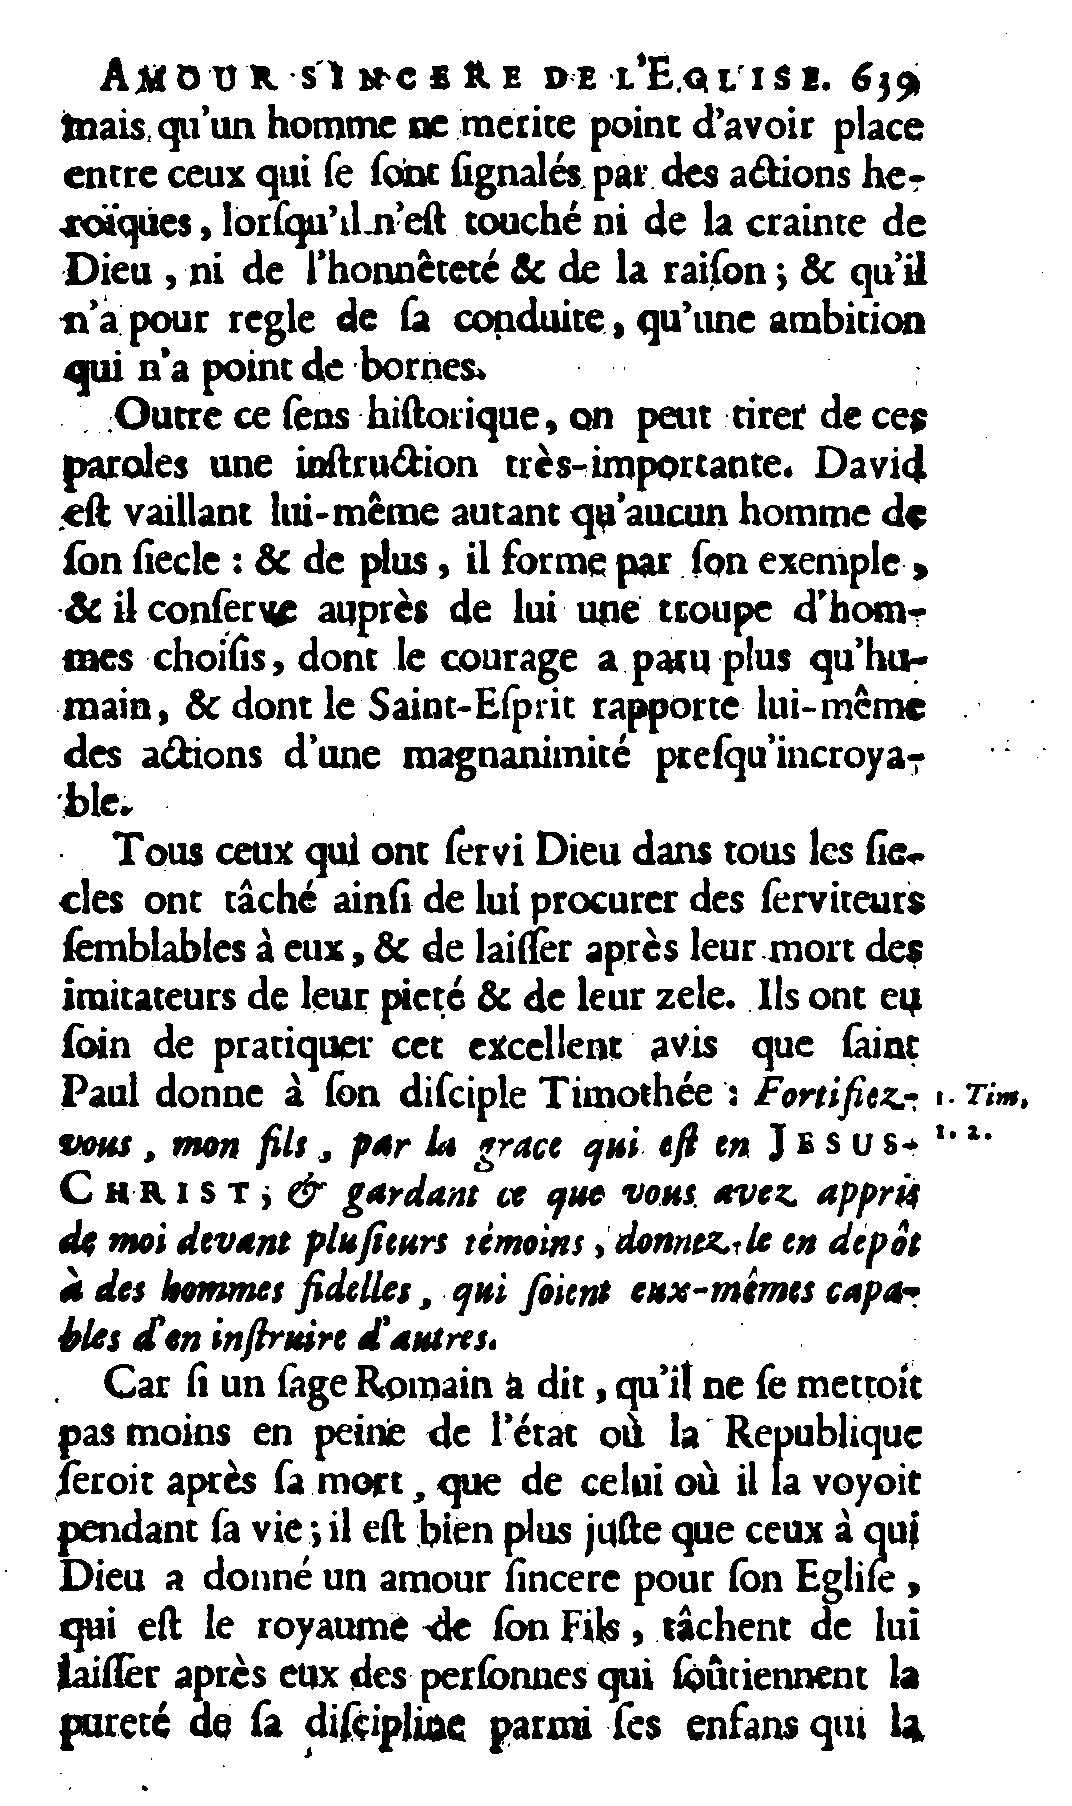 AMOUR SINCERE DE L'EGLISE. 639
mais qu'un homme ne merite point d'avoir place
entre ceux qui ſe ſont ſignalés par des actions he-
roïques, lorſqu'il n'eſt touché ni de la crainte de
Dieu, ni de l'honnêteté & de la raiſon; & qu'il
n'a pour regle de ſa conduite, qu'une ambition
qui n'a point de bornes.
Outre ce ſens hiſtorique, on peut tirer de ces
paroles une inſtruction très-importante. David
eſt vaillant lui-même autant qu'aucun homme de
ſon ſiecle : & de plus, il forme par ſon exemple,
& il conſerve auprès de lui une troupe d'hom-
mes choiſis, dont le courage a paru plus qu'hu-
main, & dont le Saint-Eſprit rapporte lui-même
des actions d'une magnanimité preſqu'incroya-
ble.
Tous ceux qui ont ſervi Dieu dans tous les ſie-
cles ont tâché ainſi de lui procurer des ſerviteurs
ſemblables à eux, & de laiſſer après leur mort des
imitateurs de leur pieté & de leur zele. Ils ont eu
ſoin de pratiquer cet excellent avis que ſaint
Paul donne à ſon diſciple Timothée : Fortifiez-
1. Tim.
vous, mon fils, par la grace qui eſt en JESUS-
1. 2.
CHRIST; & gardant ce que vous avez appris
de moi devant pluſieurs témoins, donnez-le en dépôt
à des hommes fidelles, qui ſoient eux-mêmes capa-
bles d'en inſtruire d'autres.
Car ſi un ſage Romain a dit, qu'il ne ſe mettoit
pas moins en peine de l'état où la Republique
ſeroit après ſa mort, que de celui où il la voyoit
pendant ſa vie; il eſt bien plus juſte que ceux à qui
Dieu a donné un amour ſincere pour ſon Egliſe,
qui eſt le royaume de ſon Fils, tâchent de lui
laiſſer après eux des perſonnes qui ſoûtiennent la
pureté de ſa diſcipline parmi ſes enfans qui la